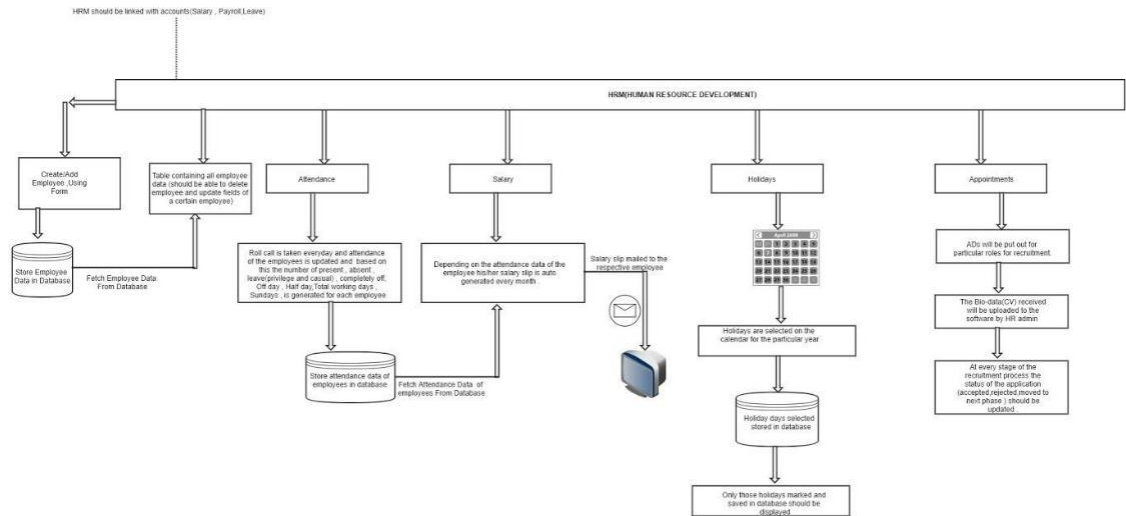 HRM should be linked with accounts(Salary , Payroll,Leave)
HRM(HUMAN RESOURCE DEVELOPMENT)
Create/Add
Employee ,Using
Form
Table containing all employee
data (should be able to delete
employee and update fields of
a certain employee)
Attendance
Salary
Holidays
Appointments
Store Employee
Data in Database
Fetch Employee Data
From Database
Roll call is taken everyday and attendance
of the employees is updated and based on
this the number of present , absent ,
leave(privilege and casual) , completely off,
Off day , Half day,Total working days ,
Sundays , is generated for each employee
Depending on the attendance data of the
employee his/her salary slip is auto
generated every month .
Salary slip mailed to the
respective employee
April 2008
ADs will be put out for
particular roles for recruitment.
The Bio-data(CV) received
will be uploaded to the
software by HR admin
Holidays are selected on the
calendar for the particular year
Store attendance data of
employees in database
Fetch Attendance Data of
employees From Database
At every stage of the
recruitment process the
status of the application
(accepted,rejected,moved to
next phase ) should be
updated .
Holiday days selected
stored in database
Only those holidays marked and
saved in database should be
displayed